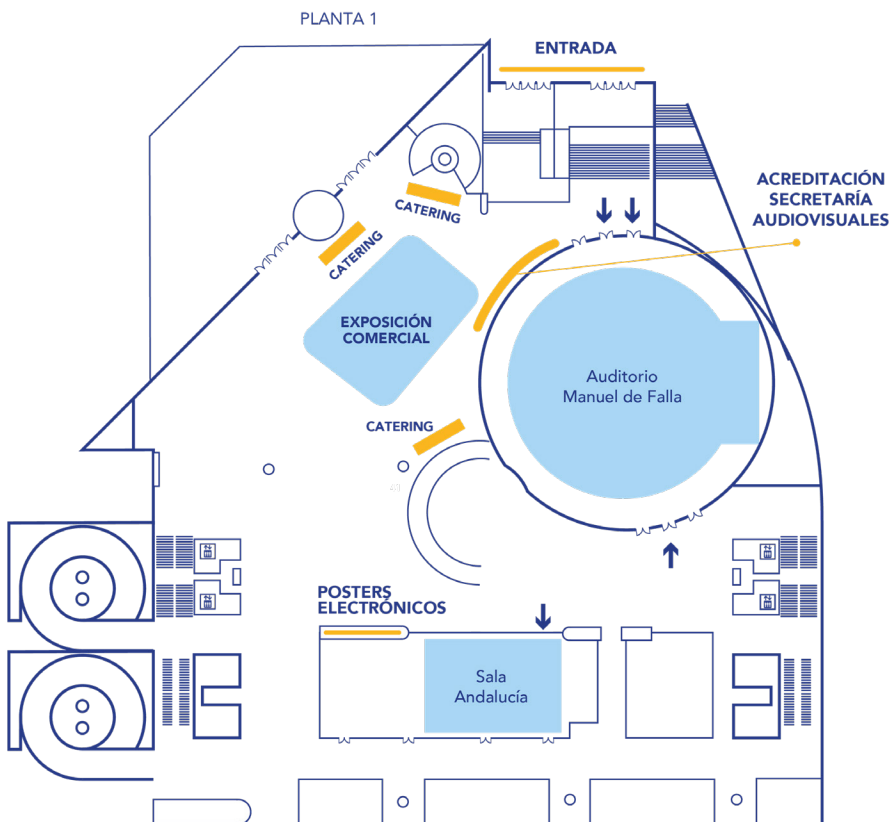 PLANTA 1
ENTRADA
ACREDITACIÓN
SECRETARÍA
AUDIOVISUALES
CATERING
CATERING
EXPOSICIÓN
COMERCIAL
Auditorio
Manuel de Falla
CATERING
POSTERS
ELECTRÓNICOS
Sala
Andalucía